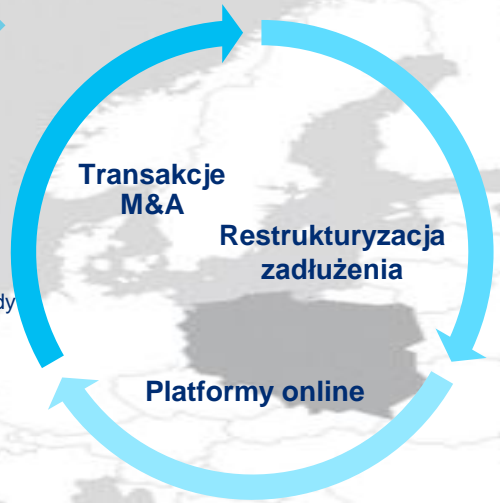 Transakcje
M&A
Restrukturyzacja
zadłużenia
Platformy online